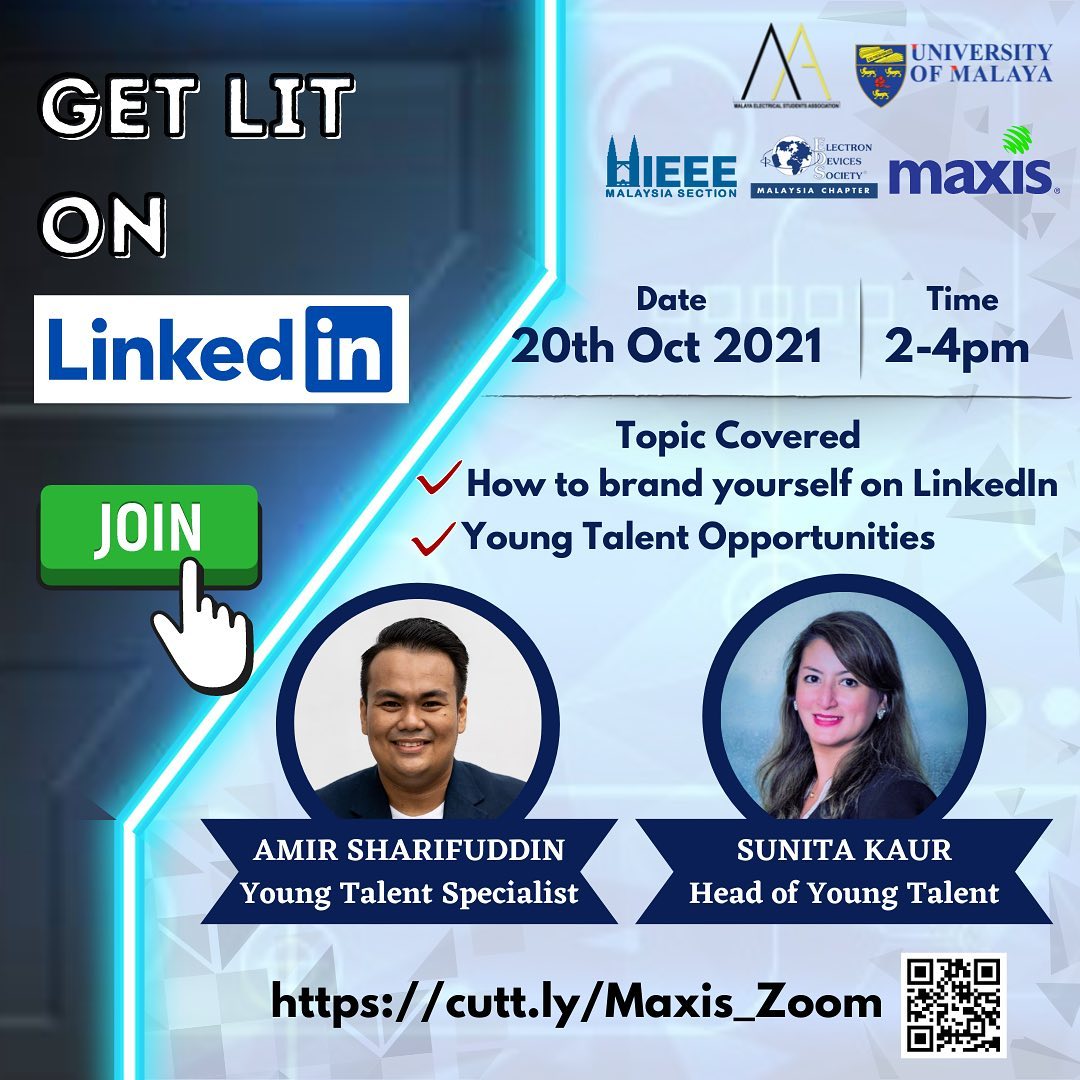 GET LIT
ON
Linked in
JOIN
MALAYA ELECTRICAL STUDENTS ASSOCIATION
UNIVERSITY
OF MALAYA
IEEE
MALAYSIA SECTION
ELECTRON
DEVICES
SOCIETY®
MALAYSIA CHAPTER
maxis®
Date
20th Oct 2021
Time
2-4pm
Topic Covered
How to brand yourself on LinkedIn
Young Talent Opportunities
AMIR SHARIFUDDIN
Young Talent Specialist
SUNITA KAUR
Head of Young Talent
https://cutt.ly/Maxis_Zoom